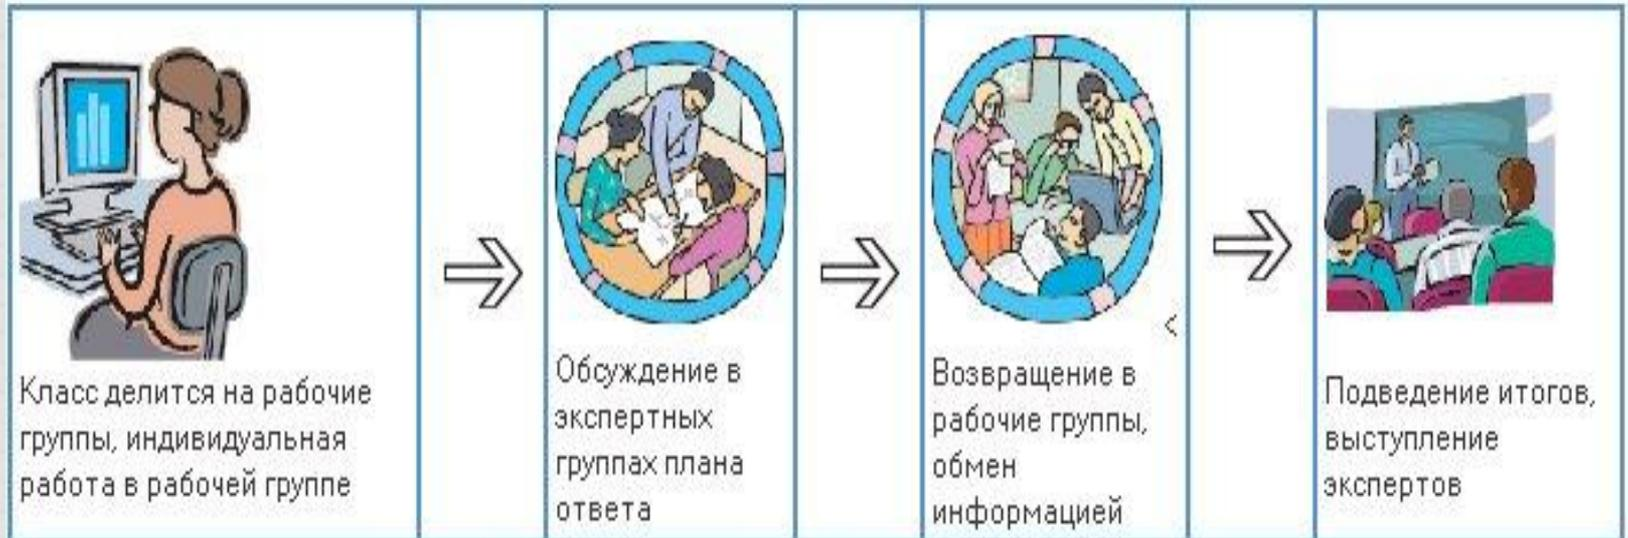 Класс делится на рабочие
группы, индивидуальная
работа в рабочей группе
Обсуждение в
экспертных
группах плана
ответа
Возвращение в
рабочие группы,
обмен
информацией
Подведение итогов,
выступление
экспертов